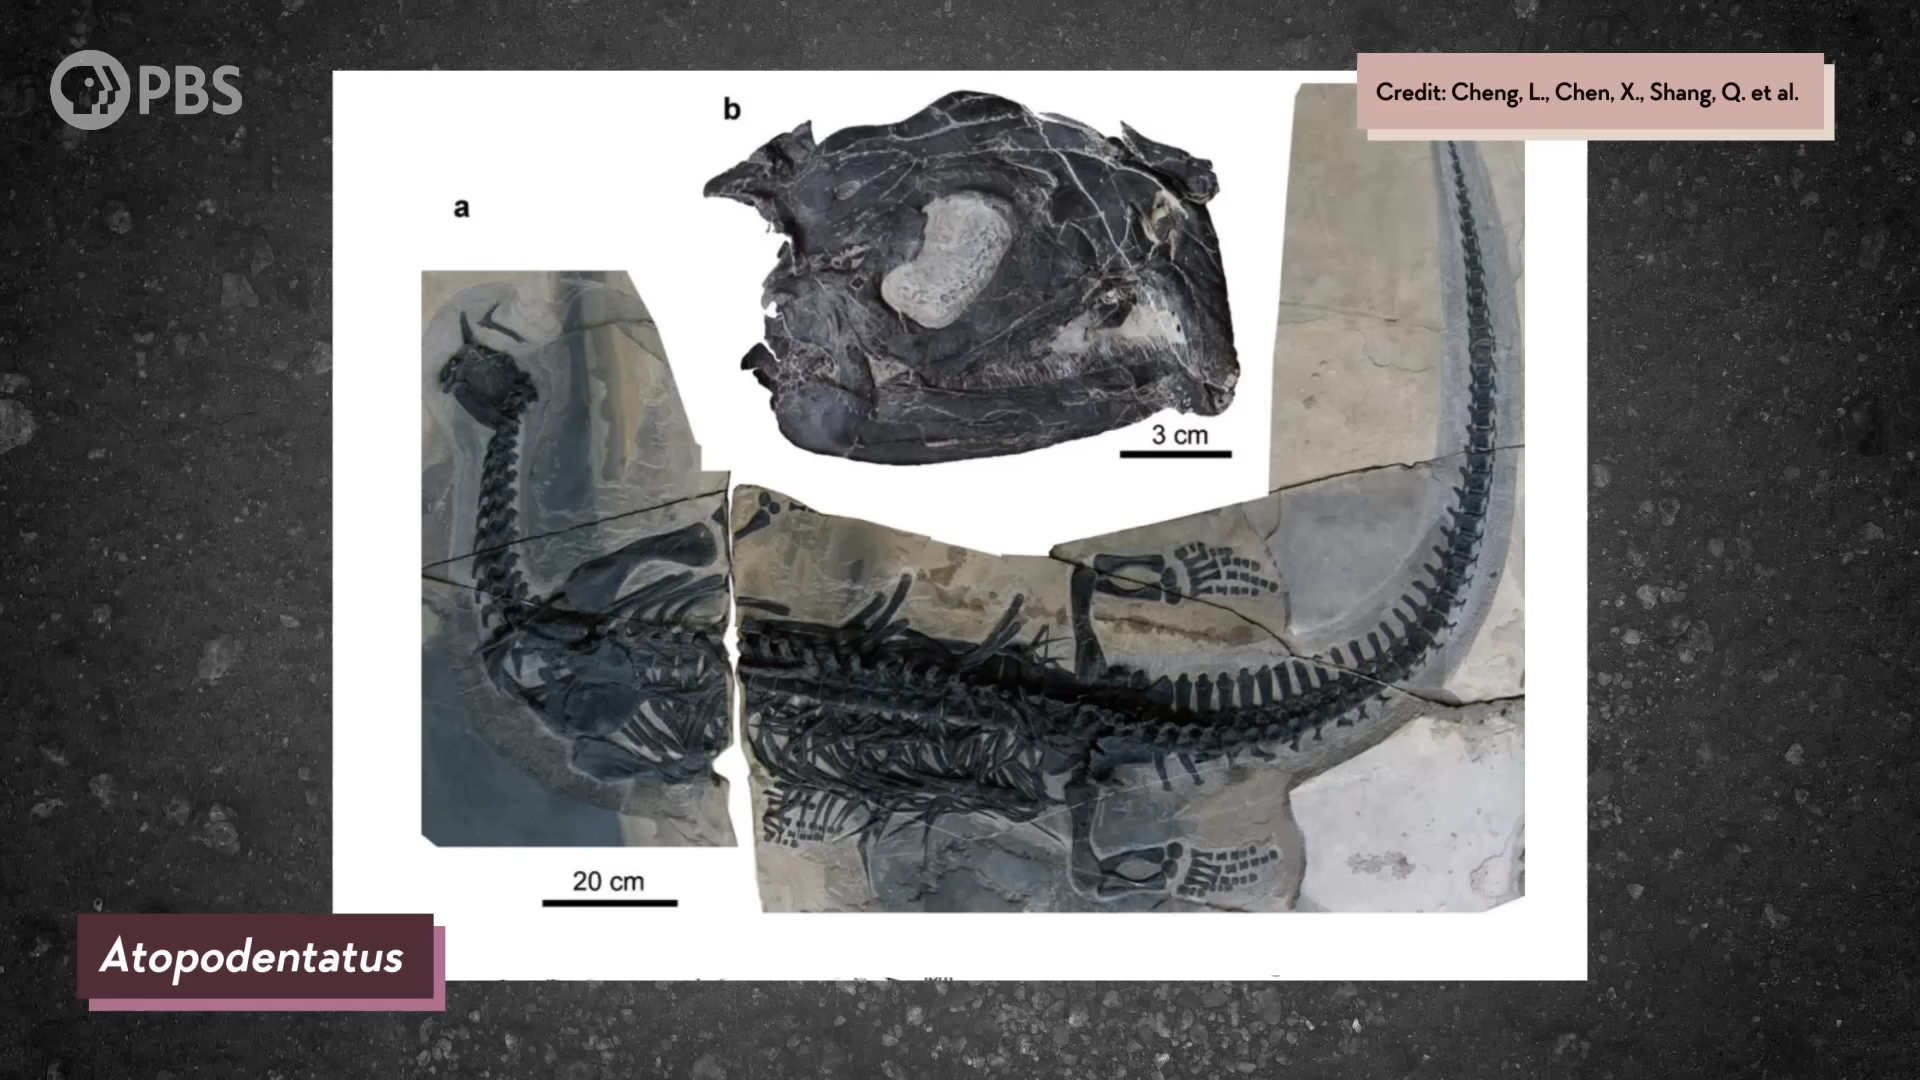 PBS
Credit: Cheng, L., Chen, X., Shang, Q. et al.
b
a
3 cm
20 cm
Atopodentatus